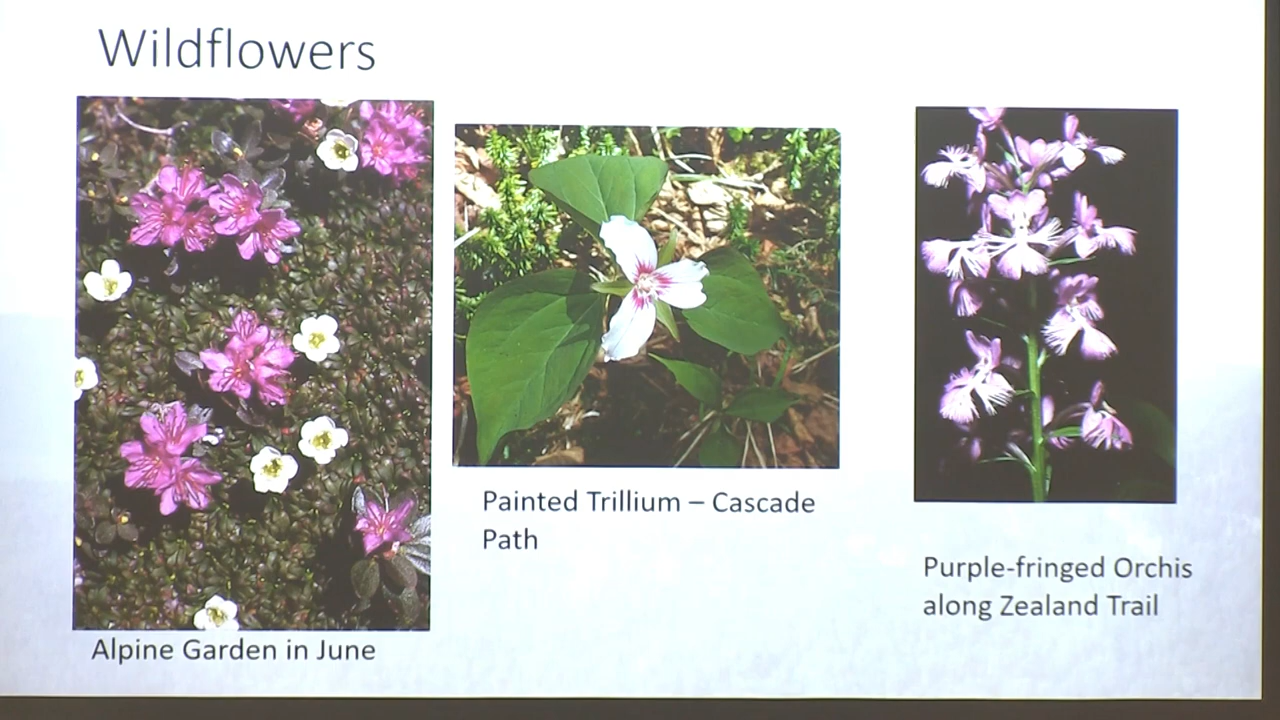 Wildflowers
Painted Trillium – Cascade
Path
Purple-fringed Orchis
along Zealand Trail
Alpine Garden in June